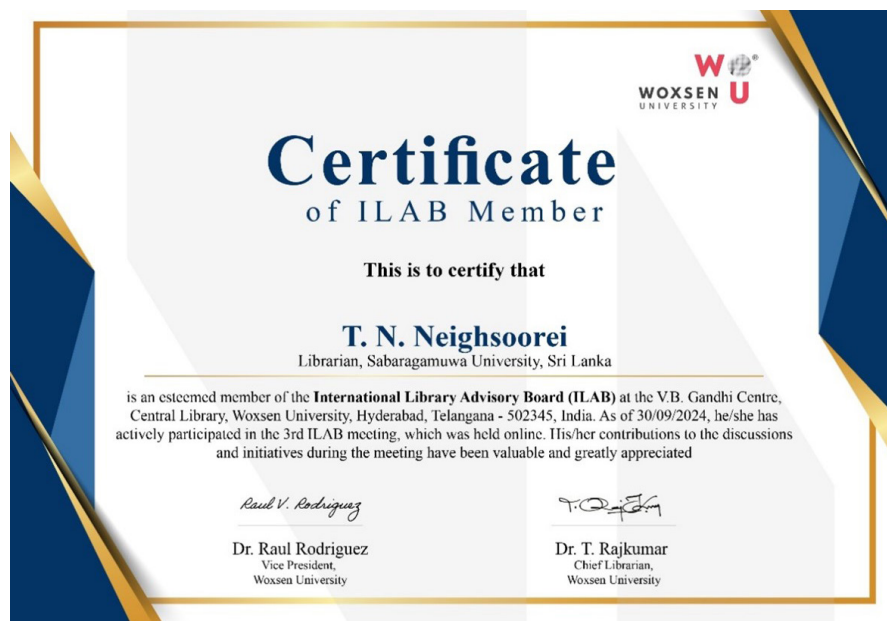 W U®
WOXSEN
UNIVERSITY
Certificate
of ILAB Member
This is to certify that
T. N. Neighsoorei
Librarian, Sabaragamuwa University, Sri Lanka
is an esteemed member of the International Library Advisory Board (ILAB) at the V.B. Gandhi Centre,
Central Library, Woxsen University, Hyderabad, Telangana - 502345, India. As of 30/09/2024, he/she has
actively participated in the 3rd ILAB meeting, which was held online. His/her contributions to the discussions
and initiatives during the meeting have been valuable and greatly appreciated
Raul V. Rodriguez
Dr. Raul Rodriguez
Vice President,
Woxsen University
Dr. T. Rajkumar
Chief Librarian,
Woxsen University